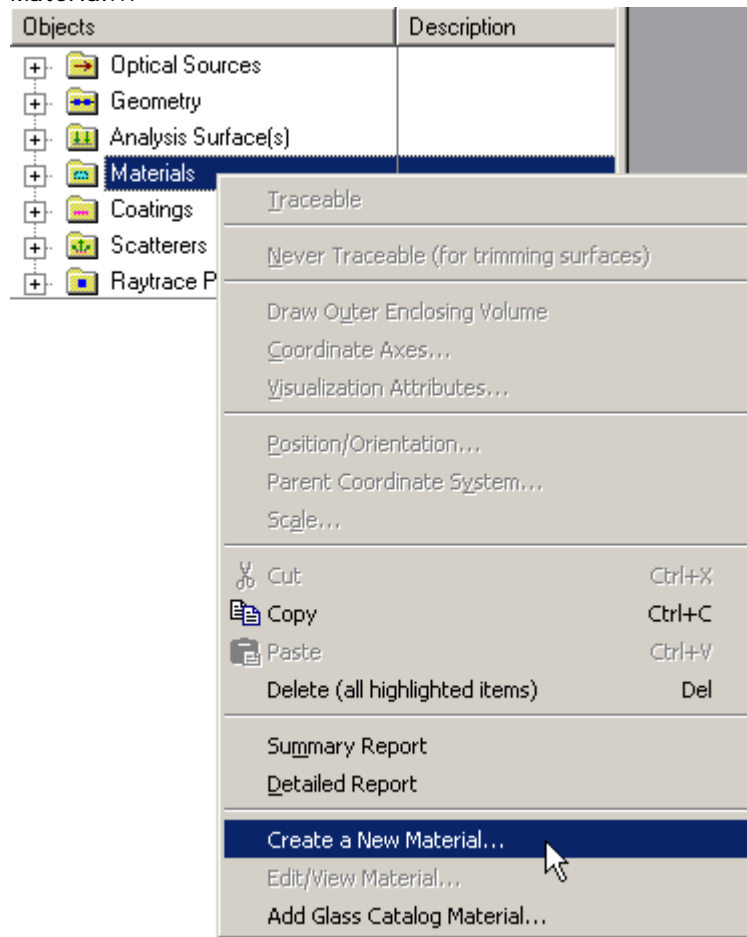 Objects Description
Optical Sources
Geometry
Analysis Surface(s)
Materials
Coatings
Scatterers
Raytrace P
Traceable
Never Traceable (for trimming surfaces)
Draw Outer Enclosing Volume
Coordinate Axes...
Visualization Attributes...
Position/Orientation...
Parent Coordinate System...
Scale...
Cut Ctrl+X
Copy Ctrl+C
Paste Ctrl+V
Delete (all highlighted items) Del
Summary Report
Detailed Report
Create a New Material...
Edit/View Material...
Add Glass Catalog Material...